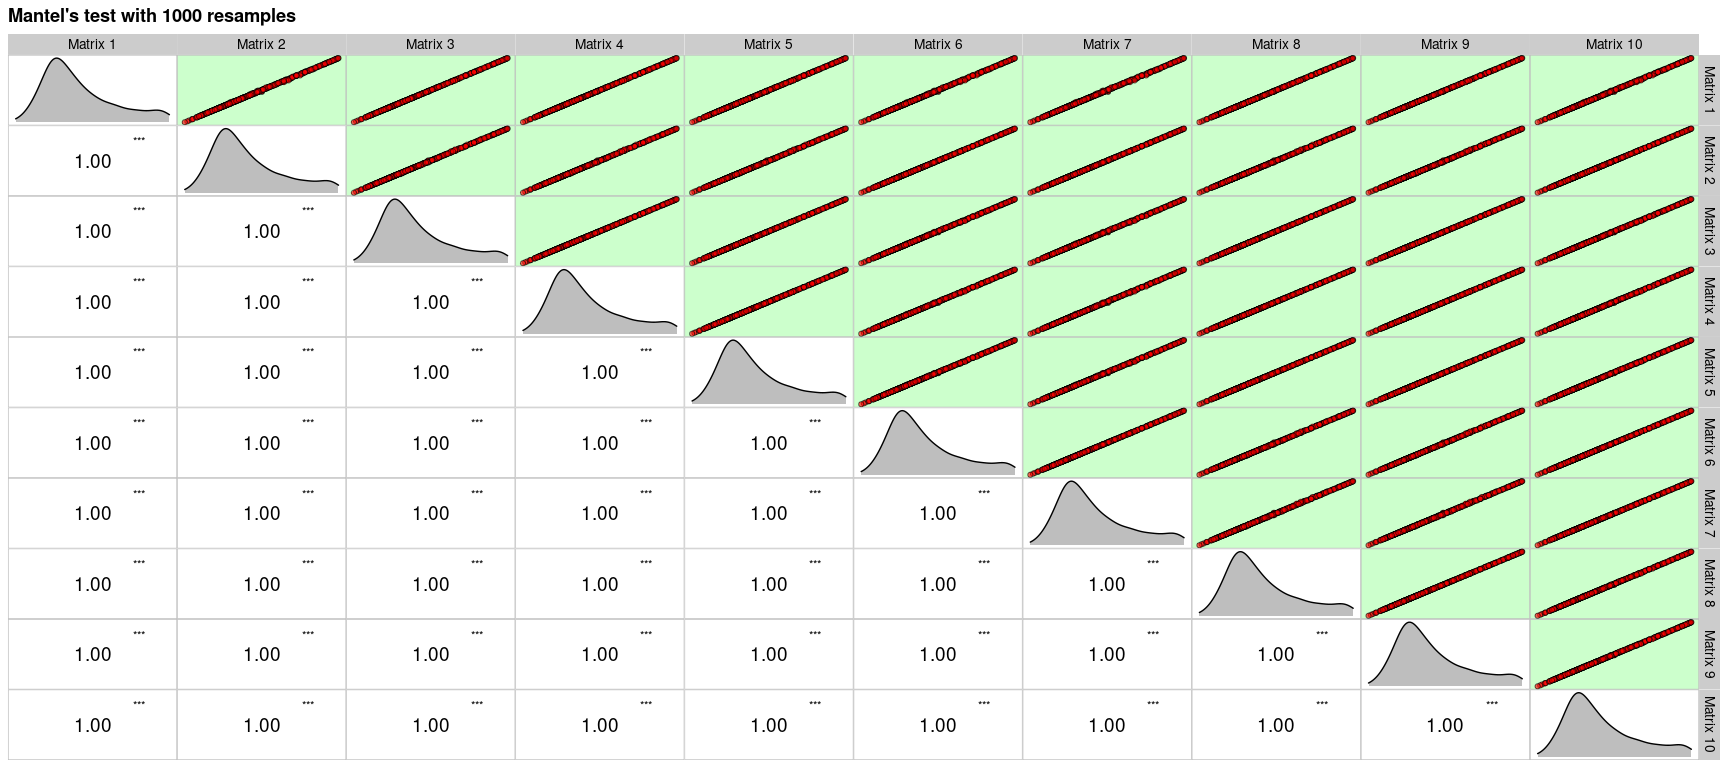 Mantel's test with 1000 resamples
Matrix 1 Matrix 2 Matrix 3 Matrix 4 Matrix 5 Matrix 6 Matrix 7 Matrix 8 Matrix 9 Matrix 10
Matrix 1
***
1.00
Matrix 2
*** ***
1.00 1.00
Matrix 3
*** *** ***
1.00 1.00 1.00
Matrix 4
*** *** *** ***
1.00 1.00 1.00 1.00
Matrix 5
*** *** *** *** ***
1.00 1.00 1.00 1.00 1.00
Matrix 6
*** *** *** *** *** ***
1.00 1.00 1.00 1.00 1.00 1.00
Matrix 7
*** *** *** *** *** *** ***
1.00 1.00 1.00 1.00 1.00 1.00 1.00
Matrix 8
*** *** *** *** *** *** *** ***
1.00 1.00 1.00 1.00 1.00 1.00 1.00 1.00
Matrix 9
*** *** *** *** *** *** *** *** ***
1.00 1.00 1.00 1.00 1.00 1.00 1.00 1.00 1.00
Matrix 10